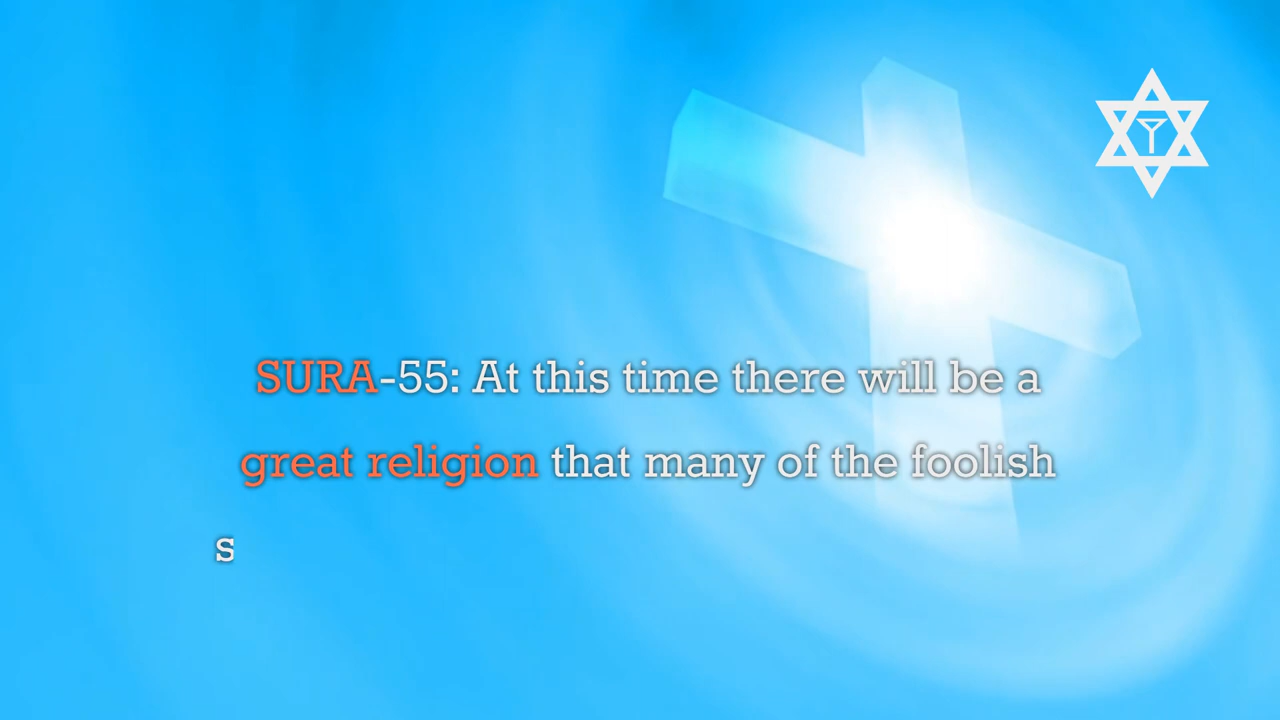 SURA-55: At this time there will be a
great religion that many of the foolish
s